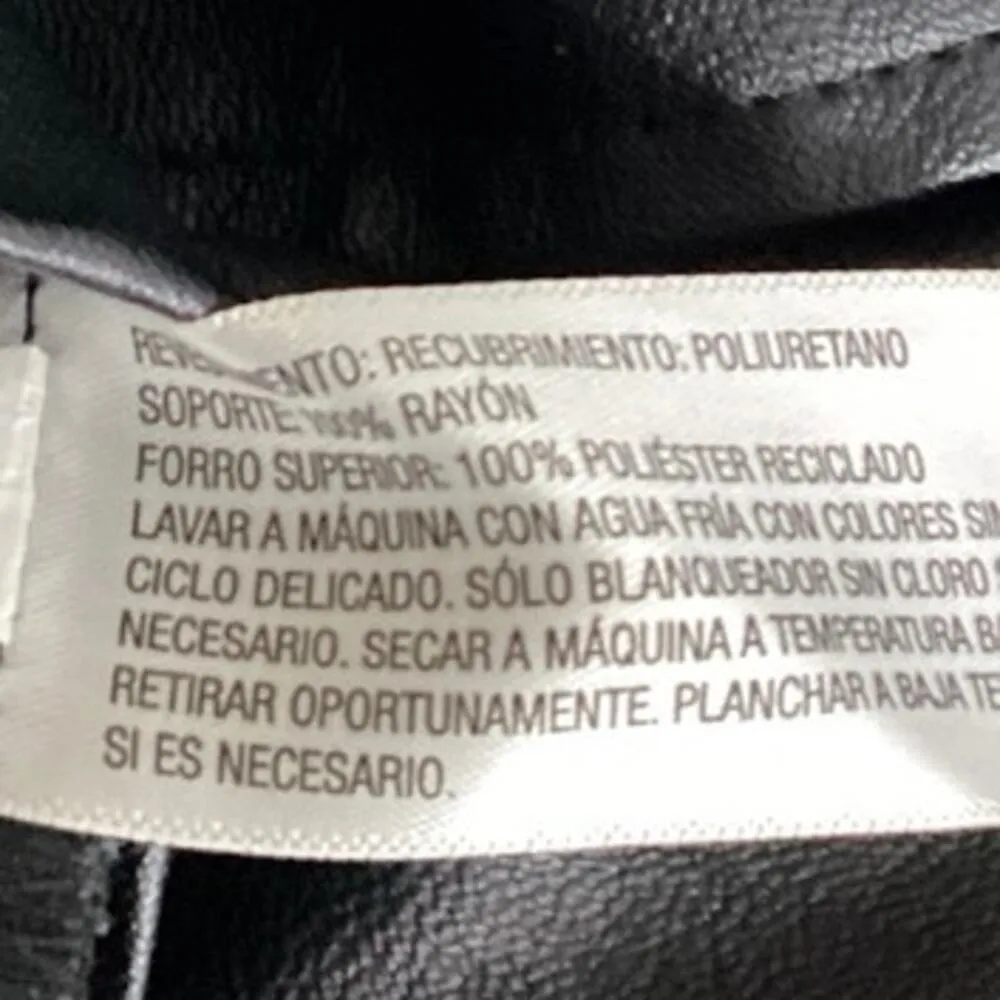 RECUBRIMIENTO: POLIURETANO
SOPORTE: 100% RAYÓN
FORRO SUPERIOR: 100% POLIÉSTER RECICLADO
LAVAR A MÁQUINA CON AGUA FRÍA CON COLORES
CICLO DELICADO. SÓLO BLANQUEADOR SIN CLORO
NECESARIO. SECAR A MÁQUINA A TEMPERATURA
RETIRAR OPORTUNAMENTE. PLANCHAR A BAJA
SI ES NECESARIO.